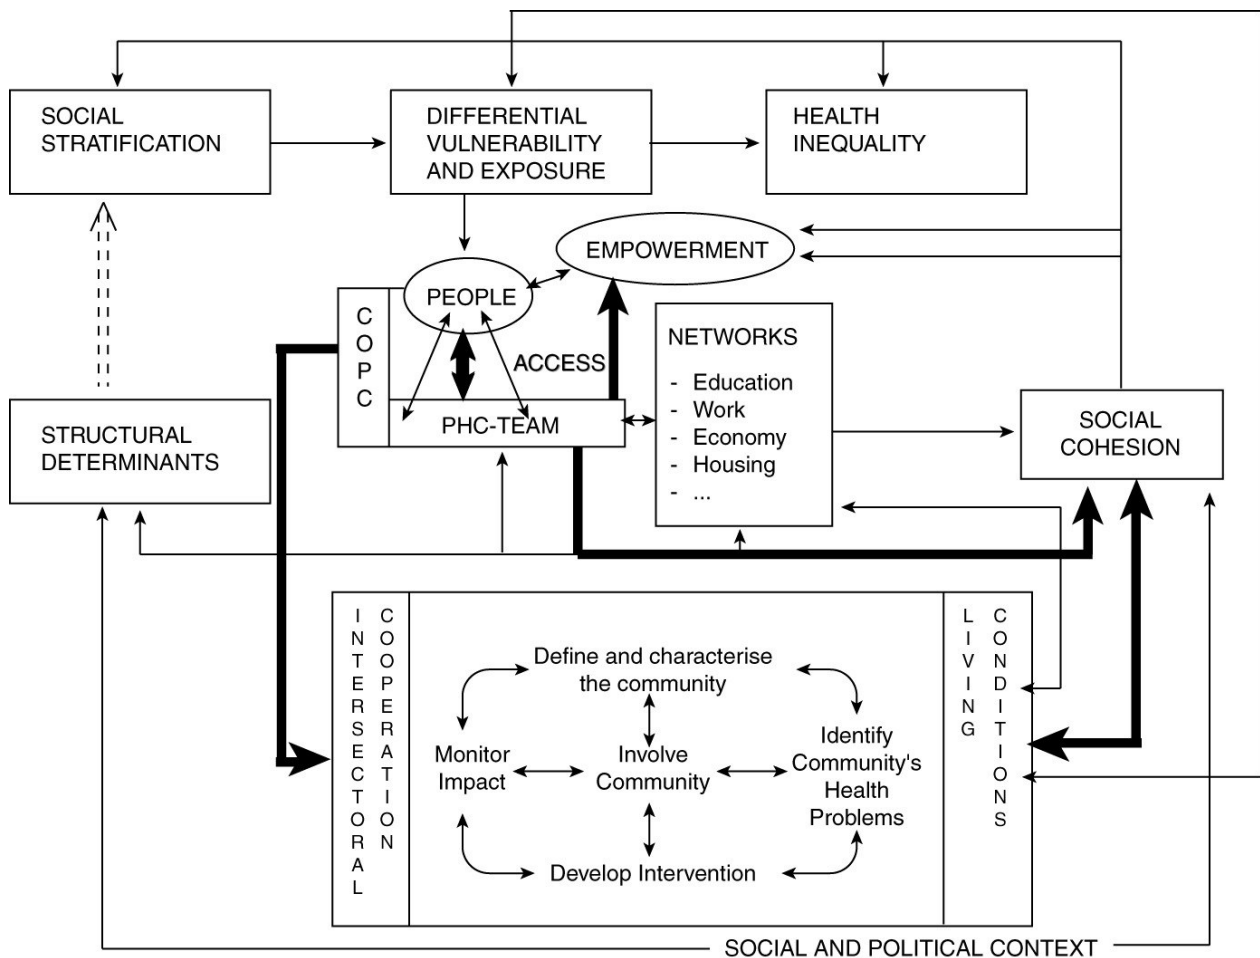 SOCIAL
STRATIFICATION
DIFFERENTIAL
VULNERABILITY
AND EXPOSURE
HEALTH
INEQUALITY
EMPOWERMENT
PEOPLE
COPC
ACCESS
PHC-TEAM
NETWORKS
- Education
- Work
- Economy
- Housing
- ...
SOCIAL
COHESION
STRUCTURAL
DETERMINANTS
INTERSECTORAL
COOPERATION
Define and characterise
the community
Monitor
Impact
Involve
Community
Identify
Community's
Health
Problems
Develop Intervention
LIVING
CONDITIONS
SOCIAL AND POLITICAL CONTEXT